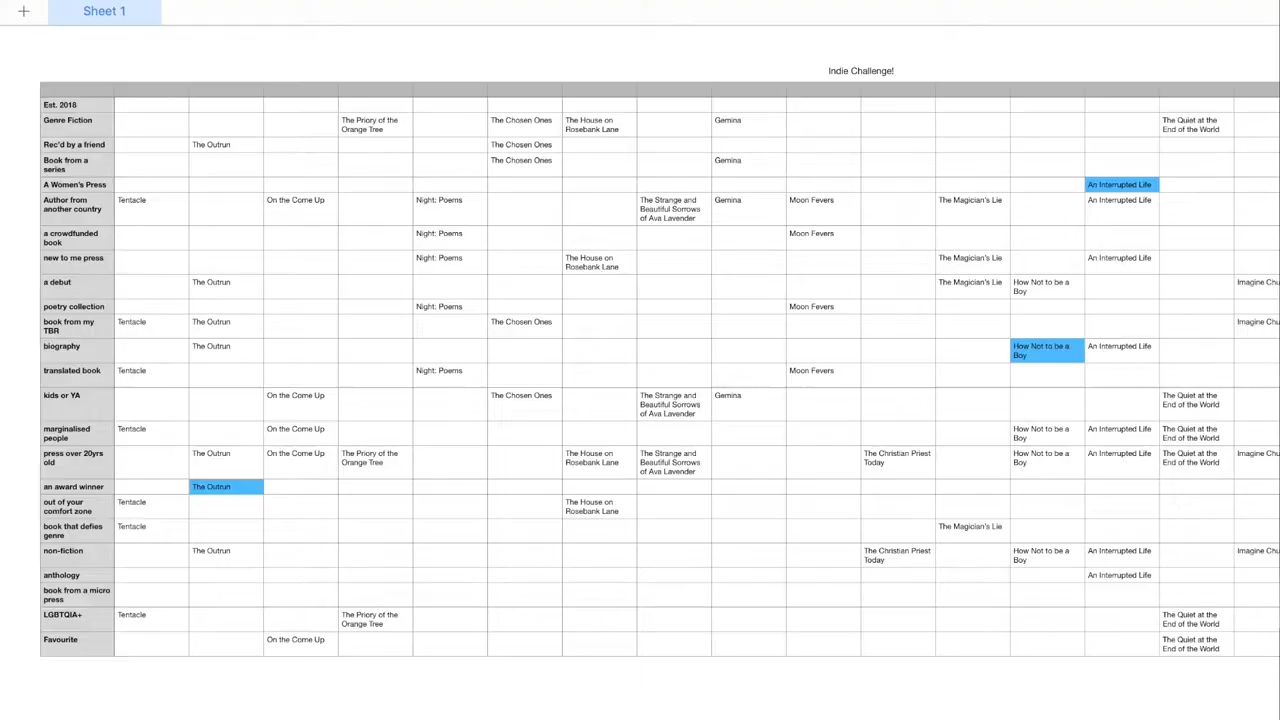 + Sheet 1
Indie Challenge!
Est. 2018
Genre Fiction The Priory of the The Chosen Ones The House on Gemina The Quiet at the
Orange Tree Rosebank Lane End of the World
Rec'd by a friend The Outrun The Chosen Ones
Book from a The Chosen Ones Gemina
series
A Women's Press An Interrupted Life
Author from Tentacle On the Come Up Night: Poems The Strange and Gemina Moon Fevers The Magician's Lie An Interrupted Life
another country Beautiful Sorrows
of Ava Lavender
a crowdfunded Night: Poems Moon Fevers
book
new to me press Night: Poems The House on The Magician's Lie An Interrupted Life
Rosebank Lane
a debut The Outrun The Magician's Lie How Not to be a Imagine Chu
Boy
poetry collection Night: Poems Moon Fevers
book from my Tentacle The Outrun The Chosen Ones Imagine Chu
TBR
biography The Outrun How Not to be a An Interrupted Life
Boy
translated book Tentacle Night: Poems Moon Fevers
kids or YA On the Come Up The Chosen Ones The Strange and Gemina The Quiet at the
Beautiful Sorrows End of the World
of Ava Lavender
marginalised Tentacle On the Come Up How Not to be a An Interrupted Life The Quiet at the
people Boy End of the World
press over 20yrs The Outrun On the Come Up The Priory of the The House on The Strange and The Christian Priest How Not to be a An Interrupted Life The Quiet at the Imagine Chu
old Orange Tree Rosebank Lane Beautiful Sorrows Today Boy End of the World
of Ava Lavender
an award winner The Outrun
out of your Tentacle The House on
comfort zone Rosebank Lane
book that defies Tentacle The Magician's Lie
genre
non-fiction The Outrun The Christian Priest How Not to be a An Interrupted Life Imagine Chu
Today Boy
anthology An Interrupted Life
book from a micro
press
LGBTQIA+ Tentacle The Priory of the The Quiet at the
Orange Tree End of the World
Favourite On the Come Up The Quiet at the
End of the World